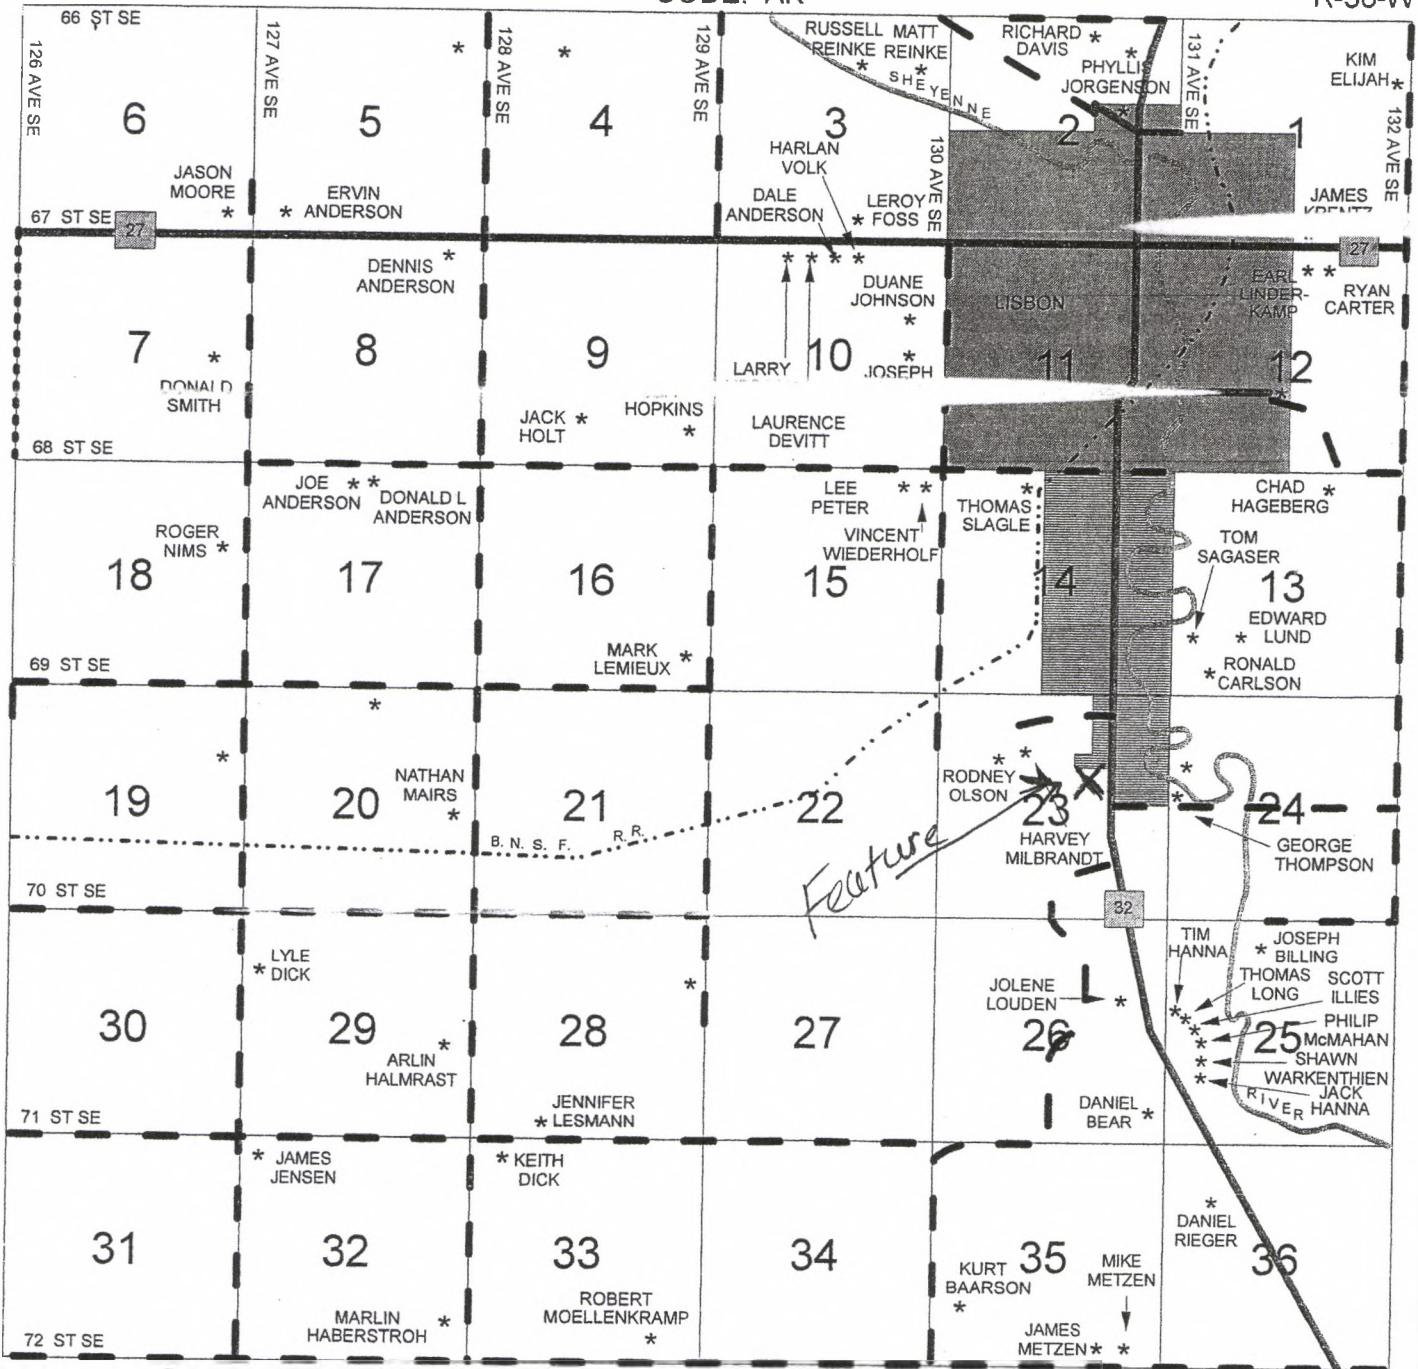 66 ST SE
126 AVE SE
127 AVE SE
128 AVE SE
129 AVE SE
130 AVE SE
131 AVE SE
132 AVE SE
RUSSELL
REINKE
MATT
REINKE
RICHARD
DAVIS
PHYLLIS
JORGENSON
KIM
ELIJAH
SHEYENNE
6
5
4
3
2
1
JASON
MOORE
ERVIN
ANDERSON
HARLAN
VOLK
DALE
ANDERSON
LEROY
FOSS
JAMES
67 ST SE
27
27
DENNIS
ANDERSON
DUANE
JOHNSON
LISBON
EARL
LINDER-
KAMP
RYAN
CARTER
7
8
9
10
11
12
DONALD
SMITH
LARRY
JOSEPH
JACK
HOLT
HOPKINS
LAURENCE
DEVITT
68 ST SE
JOE
ANDERSON
DONALD L
ANDERSON
LEE
PETER
VINCENT
WIEDERHOLF
THOMAS
SLAGLE
CHAD
HAGEBERG
ROGER
NIMS
TOM
SAGASER
18
17
16
15
14
13
EDWARD
LUND
MARK
LEMIEUX
RONALD
CARLSON
69 ST SE
NATHAN
MAIRS
RODNEY
OLSON
19
20
21
22
23
24
HARVEY
MILBRANDT
B. N. S. F. R. R.
Feature
GEORGE
THOMPSON
70 ST SE
32
LYLE
DICK
TIM
HANNA
JOSEPH
BILLING
THOMAS
LONG
SCOTT
ILLIES
JOLENE
LOUDEN
PHILIP
McMAHAN
30
29
28
27
26
25
SHAWN
WARKENTHIEN
ARLIN
HALMRAST
JACK
HANNA
RIVER
JENNIFER
LESMANN
DANIEL
BEAR
71 ST SE
JAMES
JENSEN
KEITH
DICK
DANIEL
RIEGER
31
32
33
34
35
36
KURT
BAARSON
MIKE
METZEN
MARLIN
HABERSTROH
ROBERT
MOELLENKRAMP
JAMES
METZEN
72 ST SE